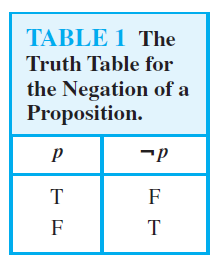 TABLE 1 The
Truth Table for
the Negation of a
Proposition.
p ¬p
T F
F T